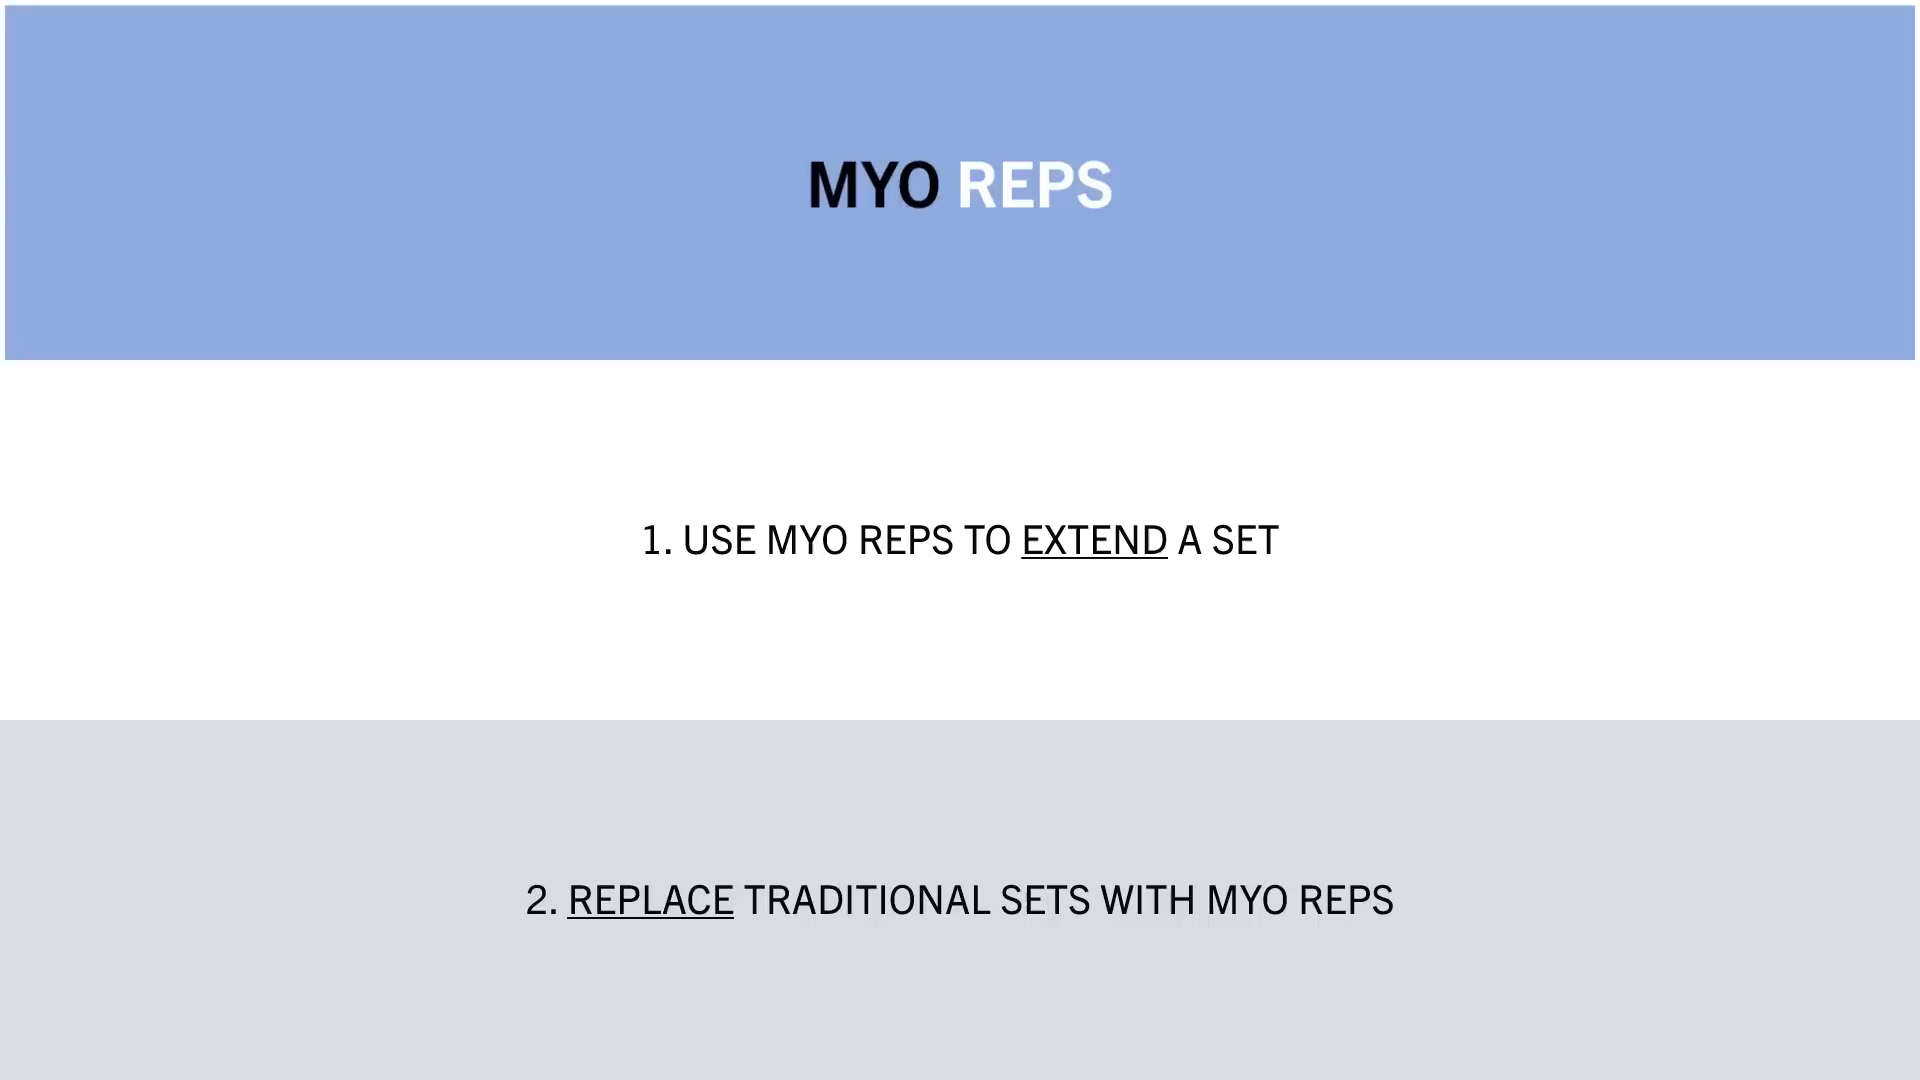 MYO REPS
1. USE MYO REPS TO EXTEND A SET
2. REPLACE TRADITIONAL SETS WITH MYO REPS